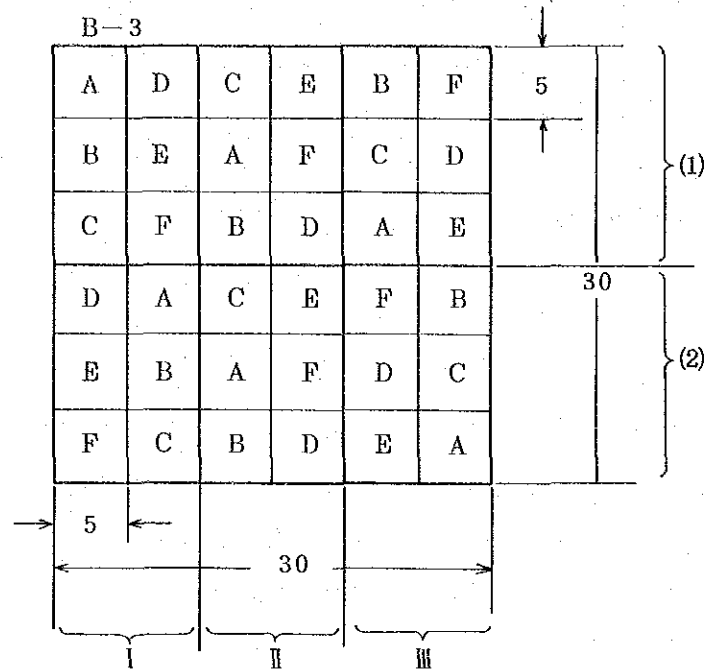 B-3
A D C E B F 5
B E A F C D (1)
C F B D A E
D A C E F B 30
E B A F D C (2)
F C B D E A
5
30
I II III